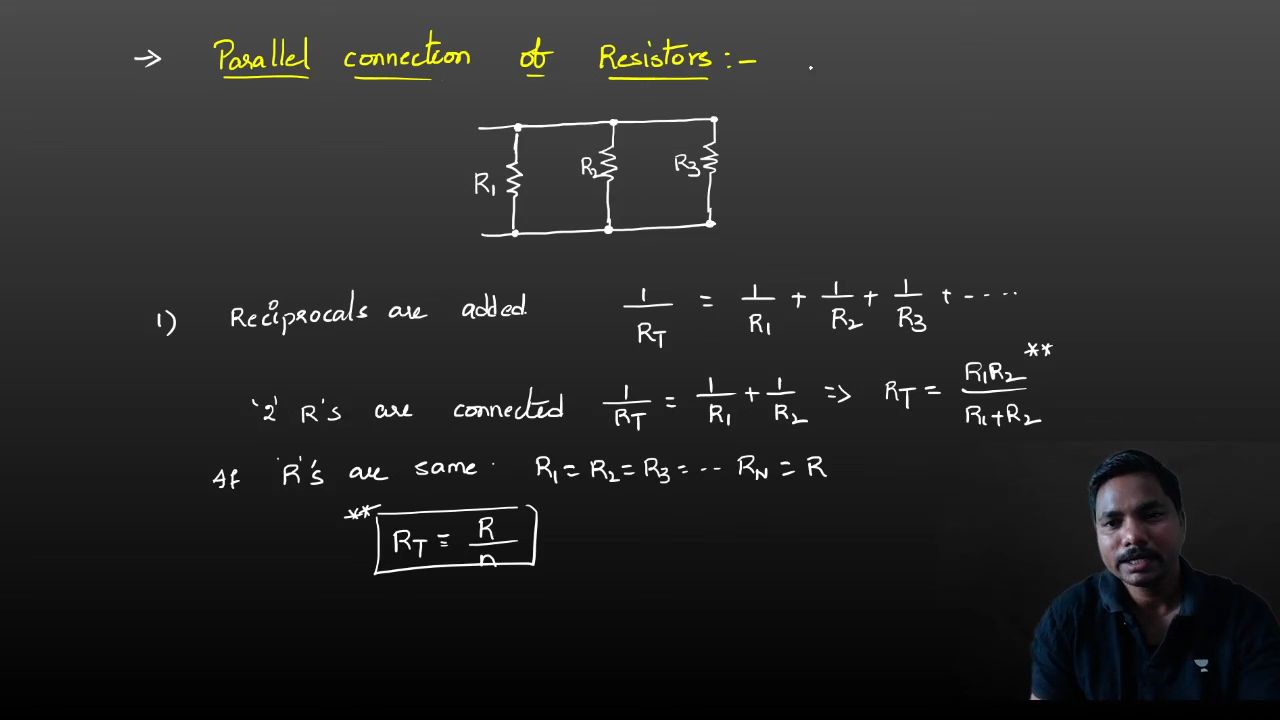 → Parallel connection of Resistors:-
R1 R2 R3
1) Reciprocals are added 1/RT = 1/R1 + 1/R2 + 1/R3 + ....
'2' R's are connected 1/RT = 1/R1 + 1/R2 => RT = R1R2/R1+R2 **
If R's are same. R1 = R2 = R3 = ... RN = R
** RT = R/n